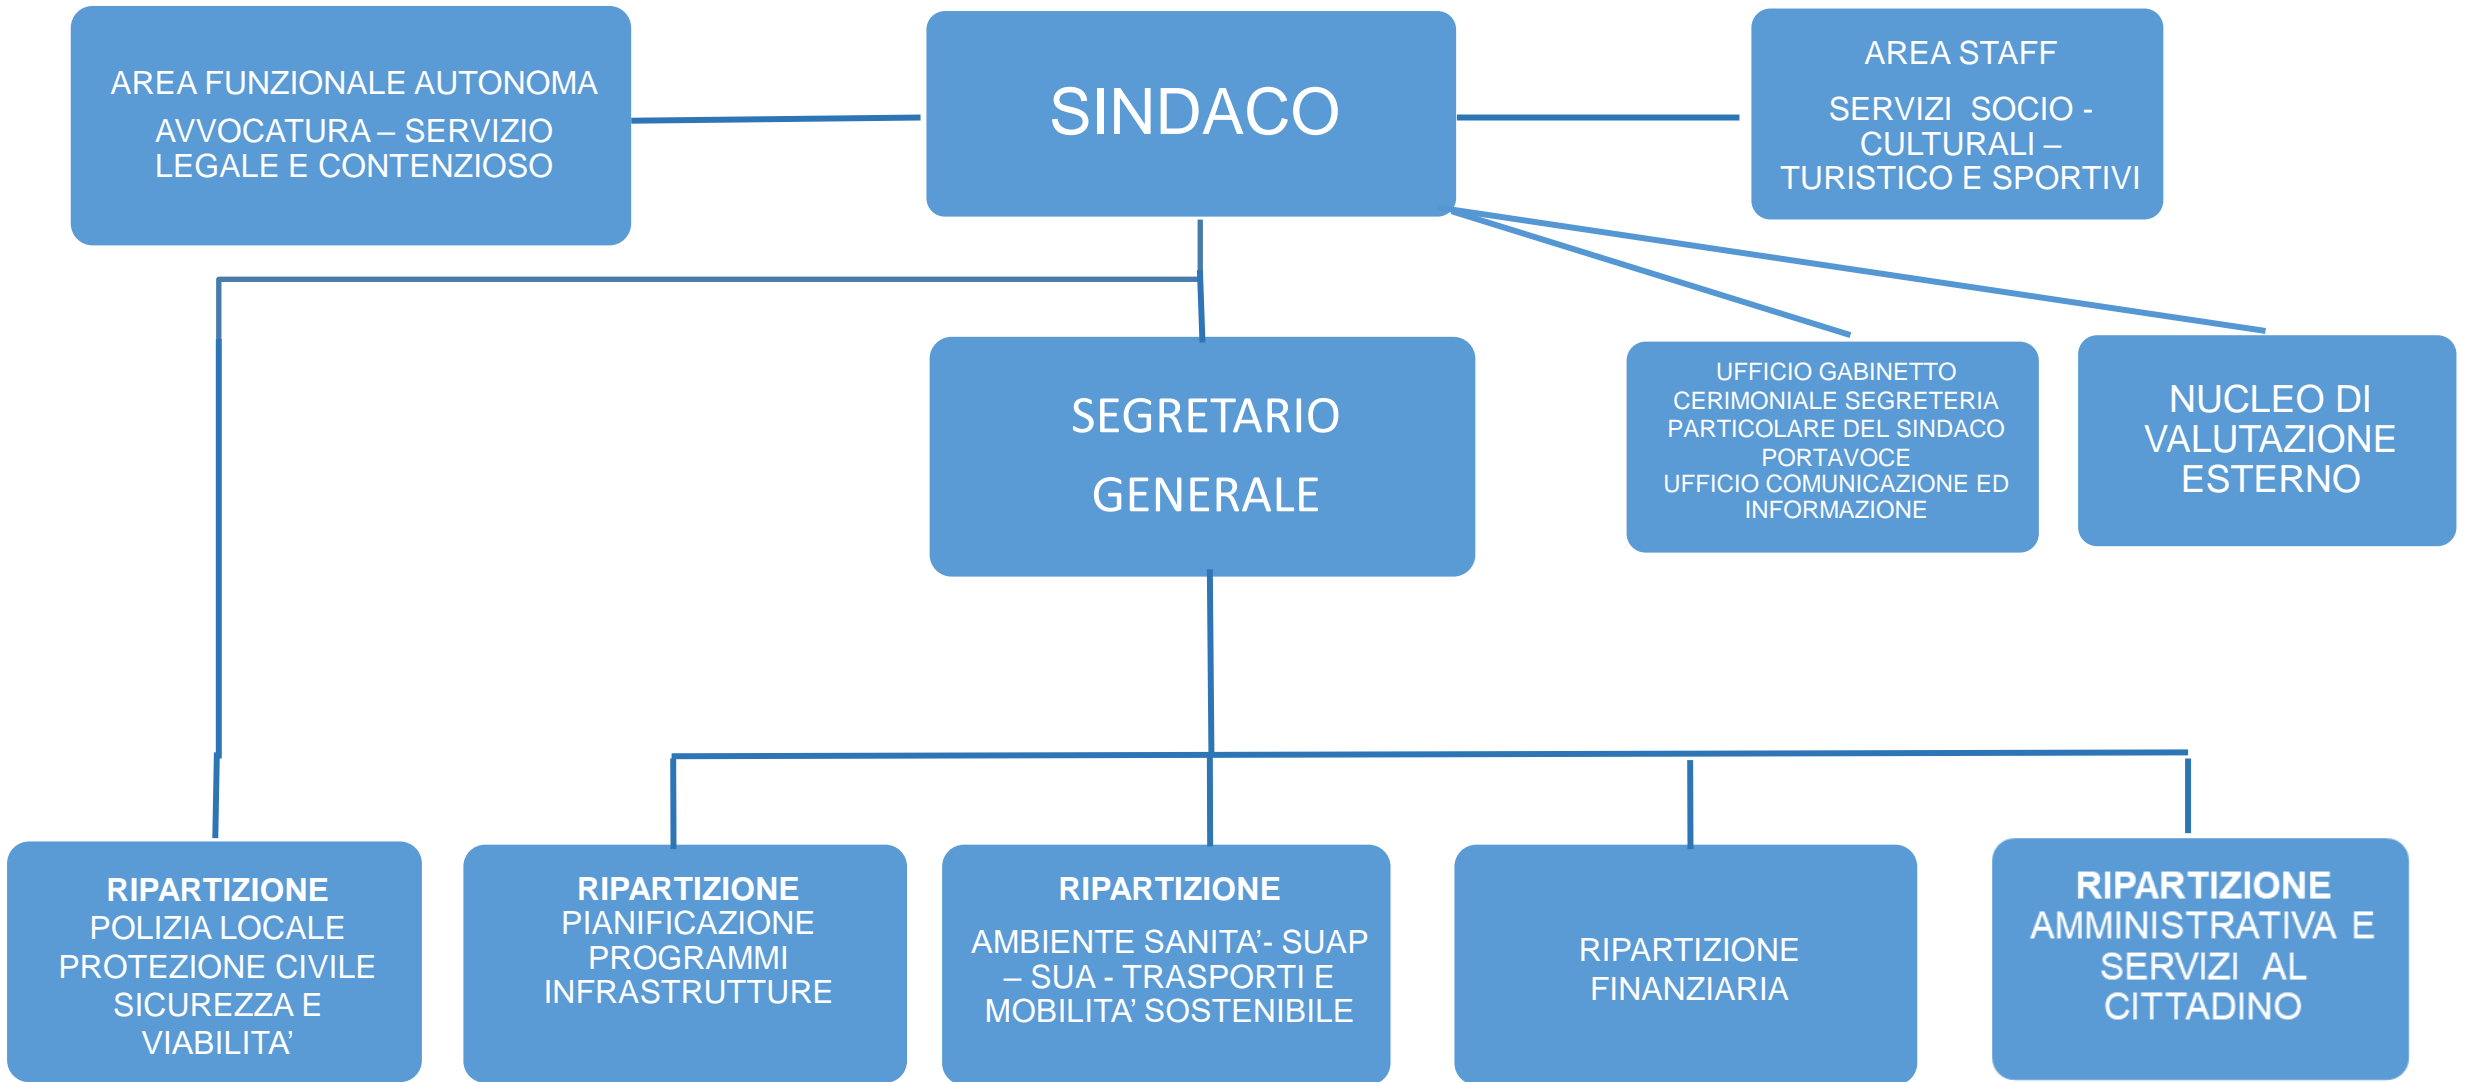 AREA FUNZIONALE AUTONOMA
AVVOCATURA – SERVIZIO
LEGALE E CONTENZIOSO
SINDACO
AREA STAFF
SERVIZI SOCIO -
CULTURALI –
TURISTICO E SPORTIVI
SEGRETARIO
GENERALE
UFFICIO GABINETTO
CERIMONIALE SEGRETERIA
PARTICOLARE DEL SINDACO
PORTAVOCE
UFFICIO COMUNICAZIONE ED
INFORMAZIONE
NUCLEO DI
VALUTAZIONE
ESTERNO
RIPARTIZIONE
POLIZIA LOCALE
PROTEZIONE CIVILE
SICUREZZA E
VIABILITA’
RIPARTIZIONE
PIANIFICAZIONE
PROGRAMMI
INFRASTRUTTURE
RIPARTIZIONE
AMBIENTE SANITA’- SUAP
– SUA - TRASPORTI E
MOBILITA’ SOSTENIBILE
RIPARTIZIONE
FINANZIARIA
RIPARTIZIONE
AMMINISTRATIVA E
SERVIZI AL
CITTADINO